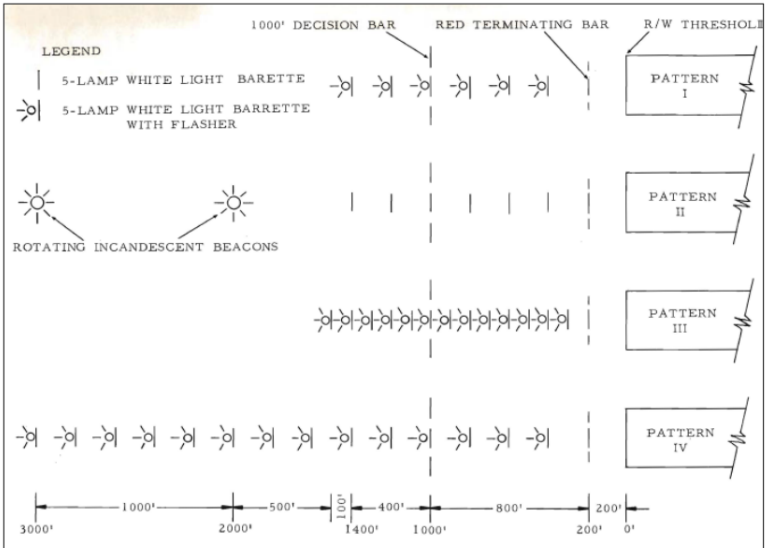 1000' DECISION BAR
RED TERMINATING BAR
R/W THRESHOLD
LEGEND
5-LAMP WHITE LIGHT BARETTE
5-LAMP WHITE LIGHT BARRETTE
WITH FLASHER
PATTERN
I
PATTERN
II
ROTATING INCANDESCENT BEACONS
PATTERN
III
PATTERN
IV
1000'
500'
100'
400'
800'
200'
3000'
2000'
1400'
1000'
200'
0'